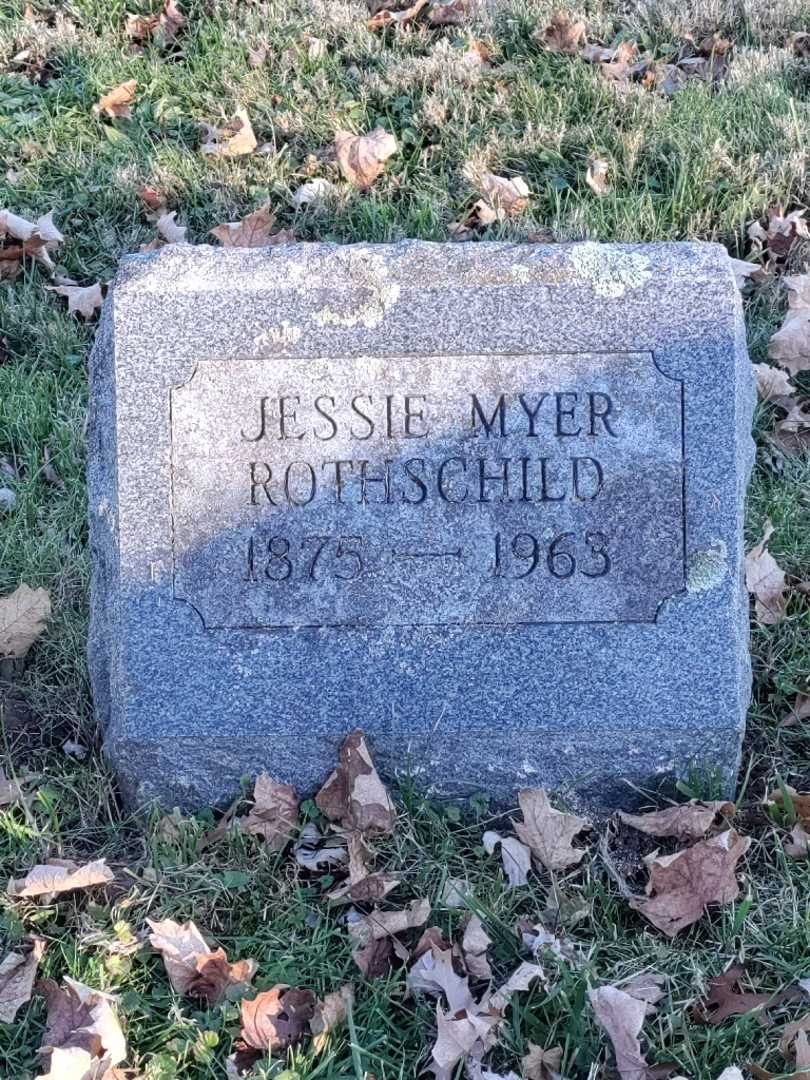 JESSIE MYER
ROTHSCHILD
1875 — 1963